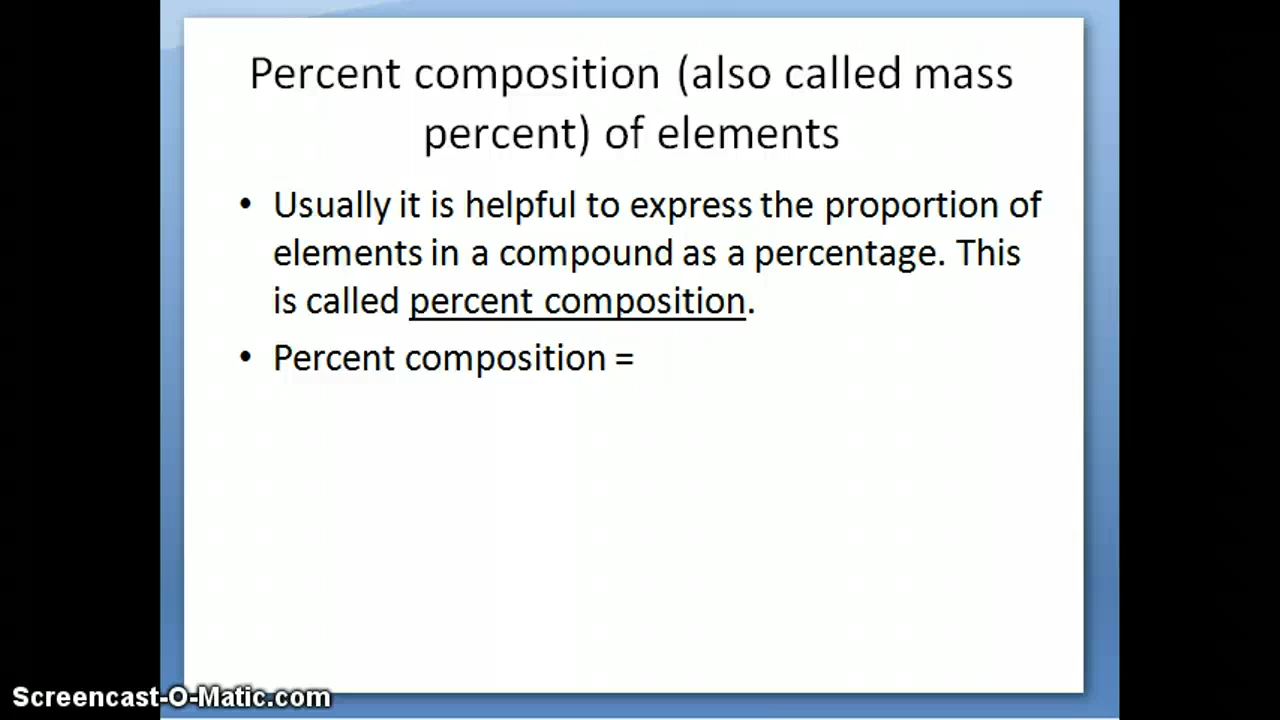 Percent composition (also called mass
percent) of elements
• Usually it is helpful to express the proportion of
elements in a compound as a percentage. This
is called percent composition.
• Percent composition =
Screencast-O-Matic.com